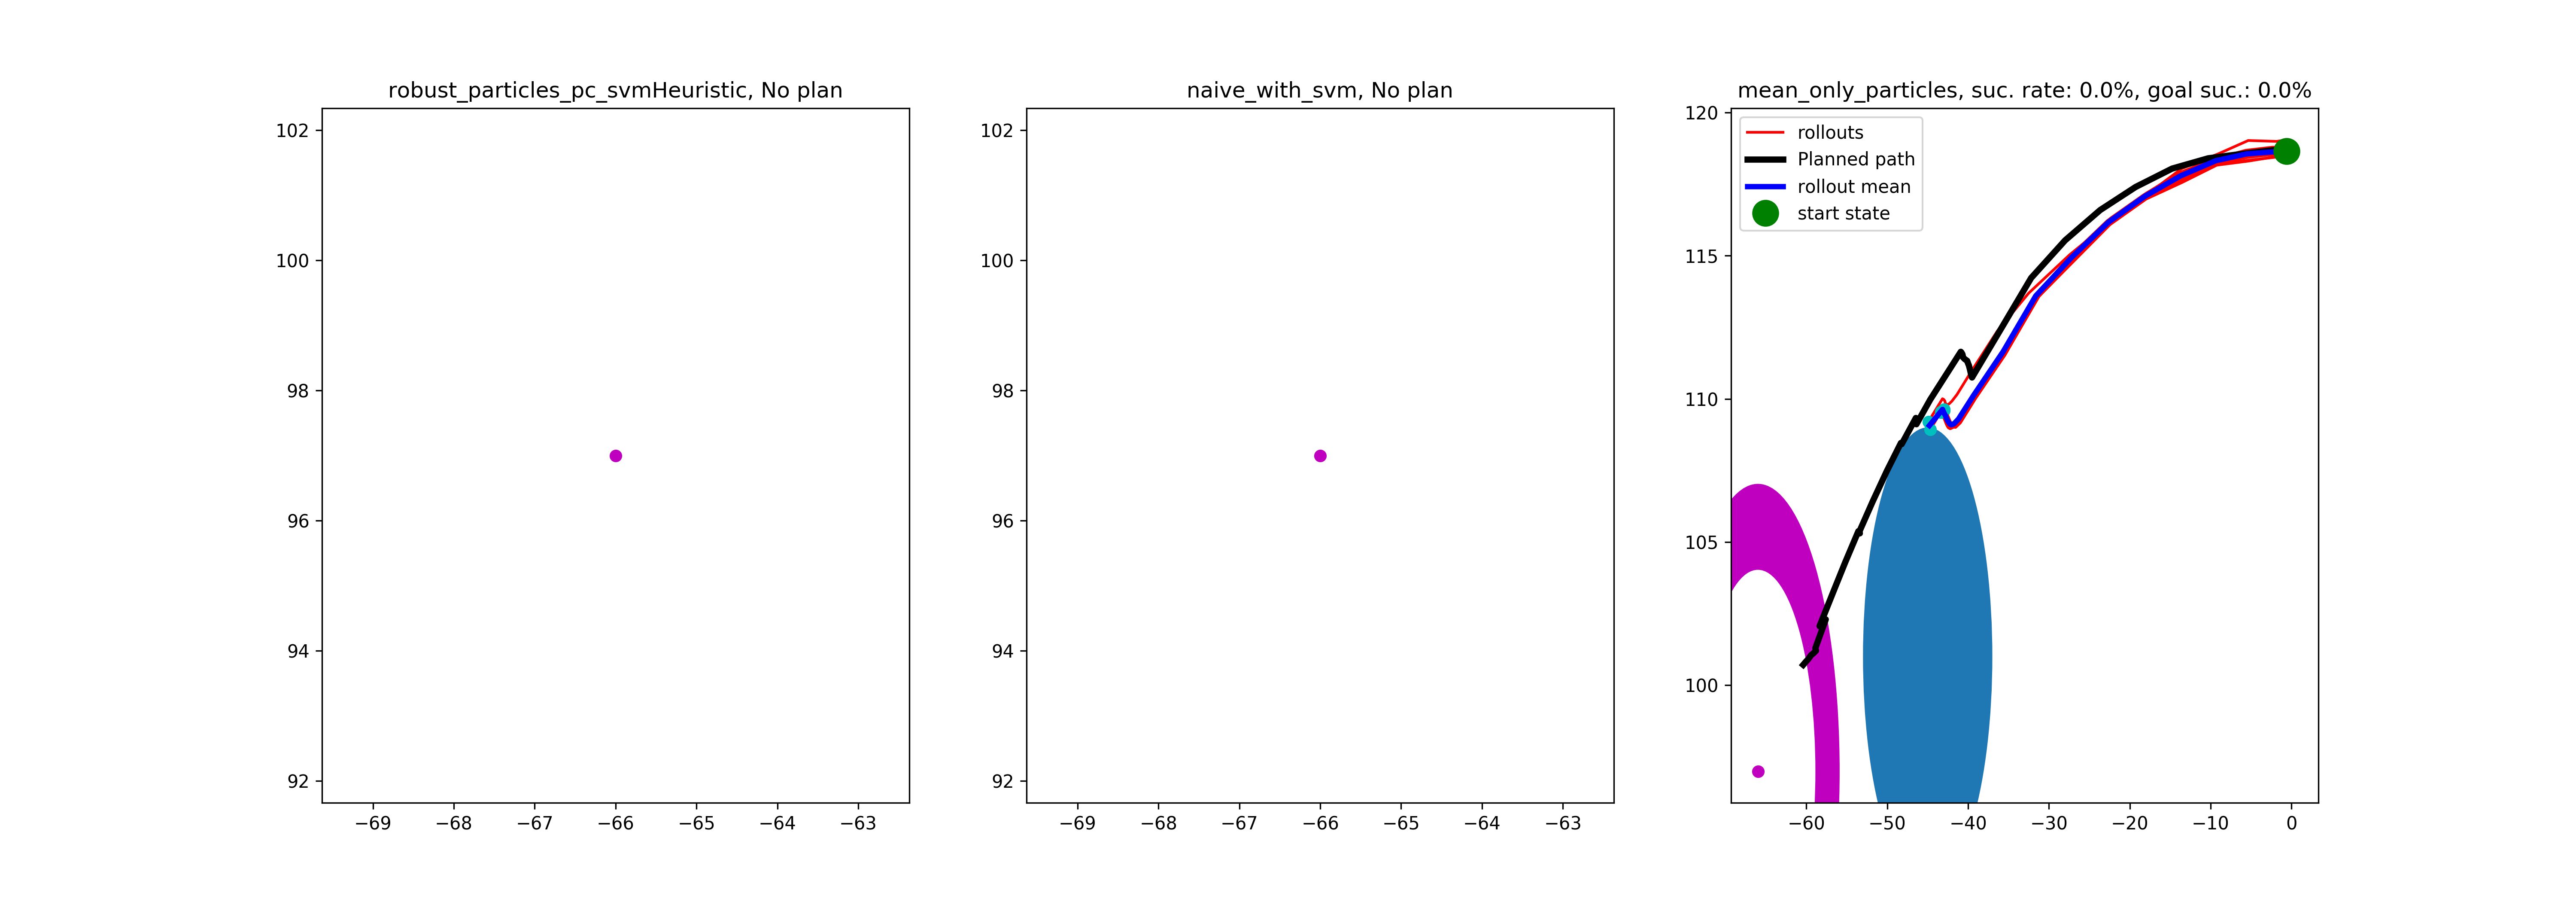 robust_particles_pc_svmHeuristic, No plan
102
100
98
96
94
92
−69 −68 −67 −66 −65 −64 −63
naive_with_svm, No plan
102
100
98
96
94
92
−69 −68 −67 −66 −65 −64 −63
mean_only_particles, suc. rate: 0.0%, goal suc.: 0.0%
rollouts
Planned path
rollout mean
start state
120
115
110
105
100
−60 −50 −40 −30 −20 −10 0